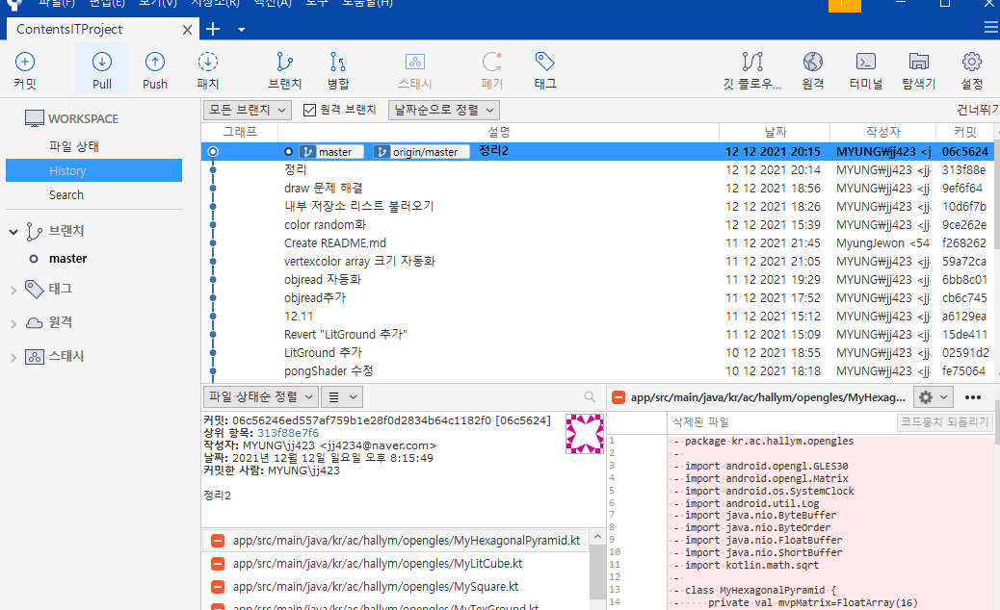 파일(F) 편집(E) 보기(V) 저장소(R) 액션(A) 도구 도움말(H)
ContentsITProject
커밋 Pull Push 패치 브랜치 병합 스태시 폐기 태그 깃 플로우... 원격 터미널 탐색기 설정
WORKSPACE
파일 상태
History
Search
브랜치
master
태그
원격
스태시
모든 브랜치 원격 브랜치 날짜순으로 정렬 건너뛰기
그래프 설명 날짜 작성자 커밋
master origin/master 정리2 12 12 2021 20:15 MYUNG₩jj423 <j 06c5624
정리 12 12 2021 20:14 MYUNG₩jj423 <jj 313f88e
draw 문제 해결 12 12 2021 18:56 MYUNG₩jj423 <jj 9ef6f64
내부 저장소 리스트 불러오기 12 12 2021 18:26 MYUNG₩jj423 <jj 10d6f7b
color random화 12 12 2021 15:39 MYUNG₩jj423 <jj 9ce262e
Create README.md 11 12 2021 21:45 MyungJewon <54 f268262
vertexcolor array 크기 자동화 11 12 2021 21:05 MYUNG₩jj423 <jj 59a72ca
objread 자동화 11 12 2021 19:29 MYUNG₩jj423 <jj 6bb8c01
objread추가 11 12 2021 17:52 MYUNG₩jj423 <jj cb6c745
12.11 11 12 2021 15:12 MYUNG₩jj423 <jj a6129ea
Revert "LitGround 추가" 11 12 2021 15:09 MYUNG₩jj423 <jj 15de411
LitGround 추가 10 12 2021 18:55 MYUNG₩jj423 <jj 02591d2
pongShader 수정 10 12 2021 18:18 MYUNG₩jj423 <jj fe75064
파일 상태순 정렬
커밋: 06c56246ed557af759b1e28f0d2834b64c1182f0 [06c5624]
상위 항목: 313f88e7f6
작성자: MYUNG\jj423 <jj4234@naver.com>
날짜: 2021년 12월 12일 일요일 오후 8:15:49
커밋한 사람: MYUNG\jj423
정리2
app/src/main/java/kr/ac/hallym/opengles/MyHexagonalPyramid.kt
app/src/main/java/kr/ac/hallym/opengles/MyLitCube.kt
app/src/main/java/kr/ac/hallym/opengles/MySquare.kt
app/src/main/java/kr/ac/hallym/opengles/MyTexGround.kt
app/src/main/java/kr/ac/hallym/opengles/MyHexag...
삭제된 파일 코드뭉치 되돌리기
1 - package kr.ac.hallym.opengles
2 -
3 - import android.opengl.GLES30
4 - import android.opengl.Matrix
5 - import android.os.SystemClock
6 - import android.util.Log
7 - import java.nio.ByteBuffer
8 - import java.nio.ByteOrder
9 - import java.nio.FloatBuffer
10 - import java.nio.ShortBuffer
11 - import kotlin.math.sqrt
12 -
13 - class MyHexagonalPyramid {
14 - private val mvpMatrix=FloatArray(16)